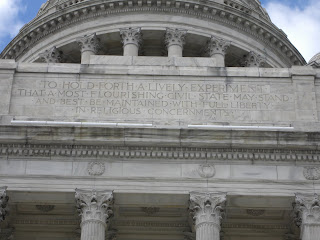 TO HOLD FORTH A LIVELY EXPERIMENT
THAT A MOST FLOURISHING CIVIL STATE MAY STAND
AND BEST BE MAINTAINED WITH FULL LIBERTY
IN RELIGIOUS CONCERNMENTS